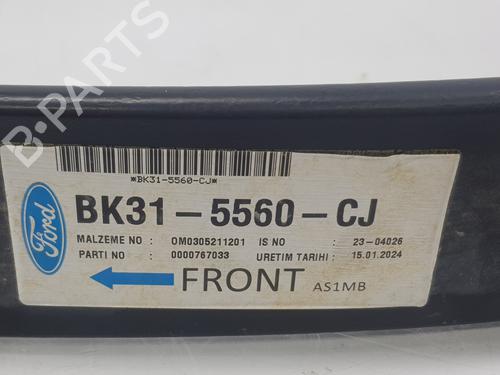 B-PARTS
*BK31-5560-CJ*
Ford
BK31-5560-CJ
MALZEME NO : OM0305211201 IS NO : 23-04026
PARTI NO : 0000767033 URETIM TARIHI : 15.01.2024
FRONT AS1MB